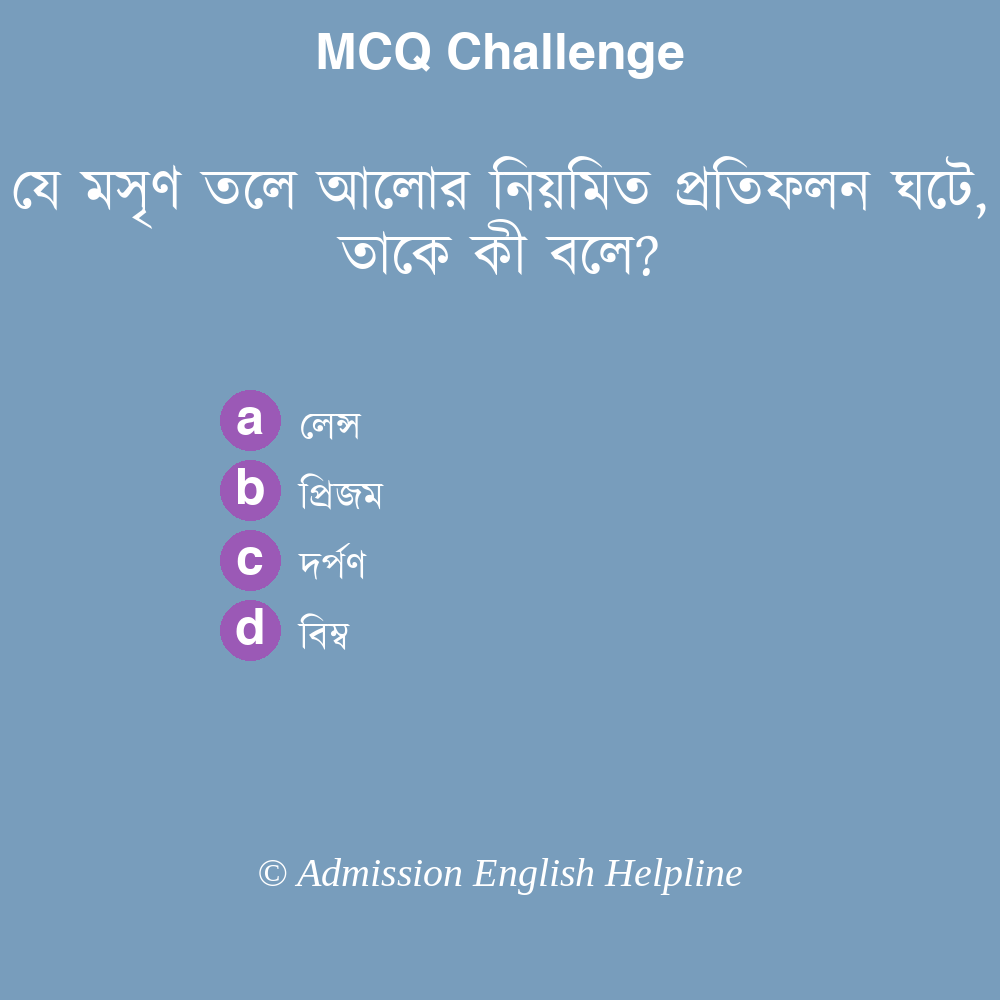 MCQ Challenge
যে মসৃণ তলে আলোর নিয়মিত প্রতিফলন ঘটে,
তাকে কী বলে?
a লেন্স
b প্রিজম
c দর্পণ
d বিম্ব
© Admission English Helpline